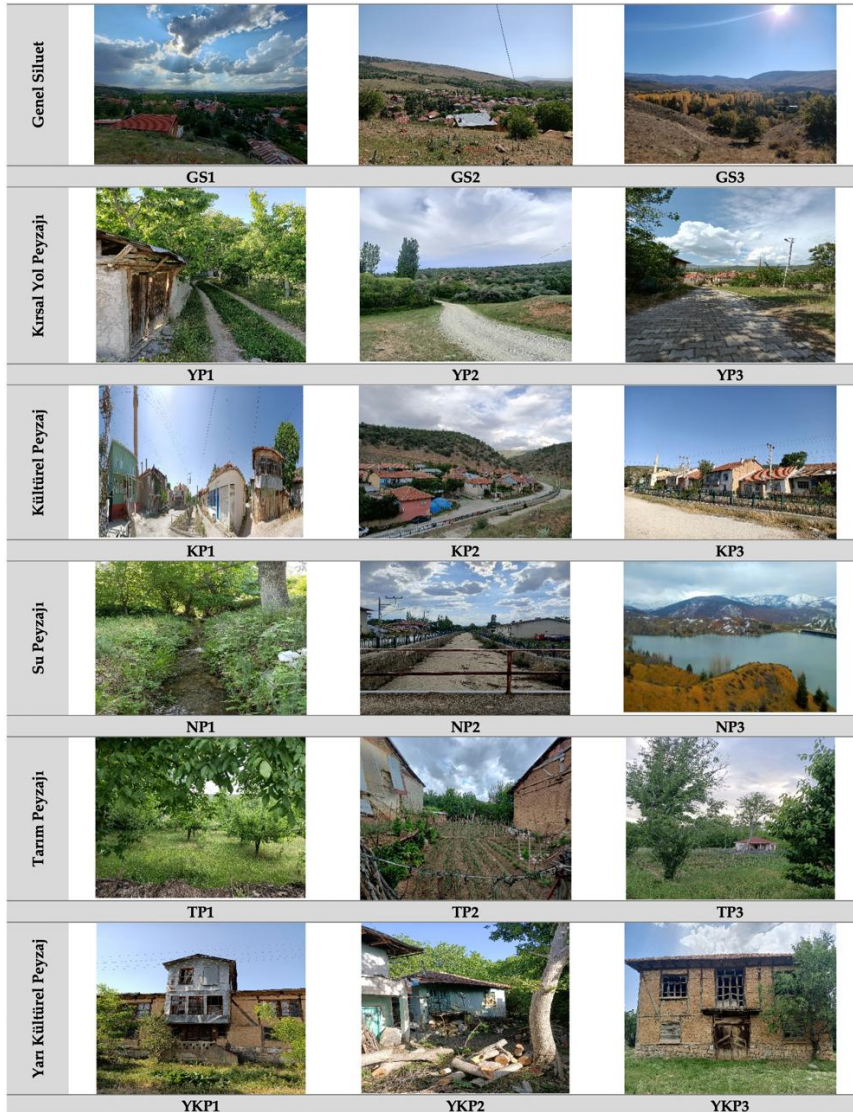 Genel Siluet
GS1 GS2 GS3
Kırsal Yol Peyzajı
YP1 YP2 YP3
Kültürel Peyzaj
KP1 KP2 KP3
Su Peyzajı
NP1 NP2 NP3
Tarım Peyzajı
TP1 TP2 TP3
Yarı Kültürel Peyzaj
YKP1 YKP2 YKP3